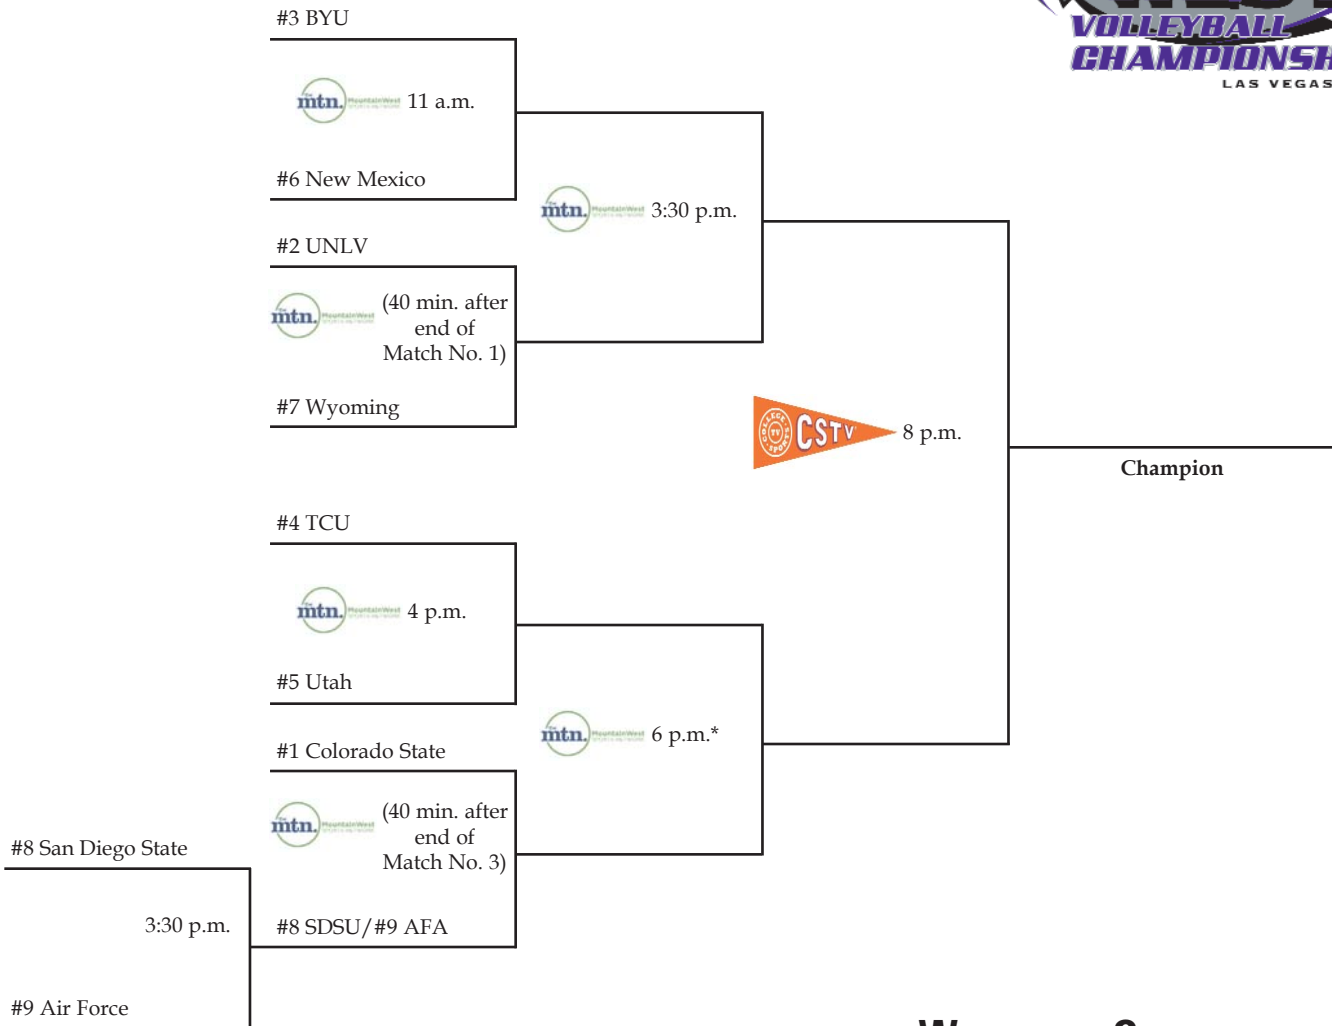 #3 BYU
VOLLEYBALL
LAS VEGAS
mtn. 11 a.m.
#6 New Mexico
mtn. 3:30 p.m.
#2 UNLV
mtn. (40 min. after
end of
Match No. 1)
#7 Wyoming
COLLEGE SPORTS TV CSTV 8 p.m.
Champion
#4 TCU
mtn. 4 p.m.
#5 Utah
mtn. 6 p.m.*
#1 Colorado State
mtn. (40 min. after
end of
Match No. 3)
#8 San Diego State
3:30 p.m.
#8 SDSU/#9 AFA
#9 Air Force